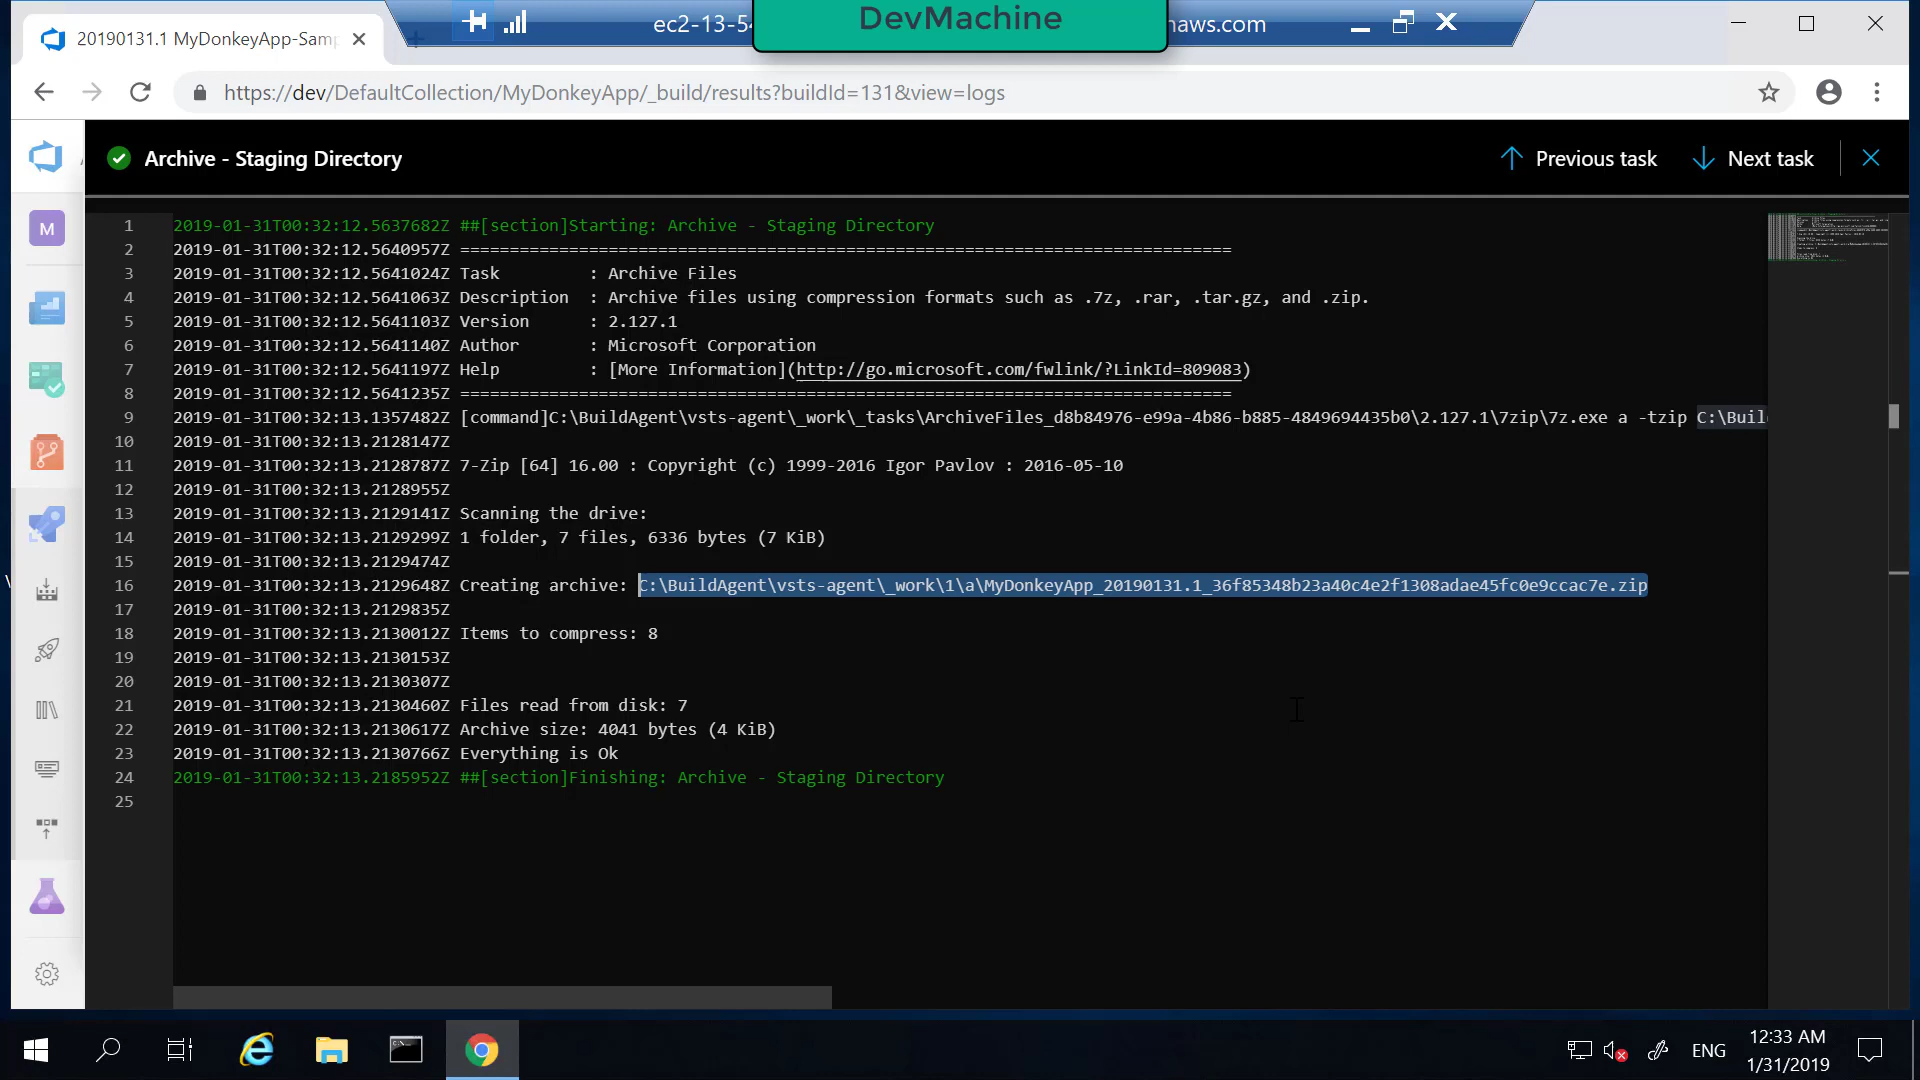 DevMachine
20190131.1 MyDonkeyApp-Sam
ec2-13-5
naws.com
https://dev/DefaultCollection/MyDonkeyApp/_build/results?buildId=131&view=logs
Archive - Staging Directory
Previous task
Next task
M
1 2019-01-31T00:32:12.5637682Z ##[section]Starting: Archive - Staging Directory
2 2019-01-31T00:32:12.5640957Z ==============================================================================
3 2019-01-31T00:32:12.5641024Z Task : Archive Files
4 2019-01-31T00:32:12.5641063Z Description : Archive files using compression formats such as .7z, .rar, .tar.gz, and .zip.
5 2019-01-31T00:32:12.5641103Z Version : 2.127.1
6 2019-01-31T00:32:12.5641140Z Author : Microsoft Corporation
7 2019-01-31T00:32:12.5641197Z Help : [More Information](http://go.microsoft.com/fwlink/?LinkId=809083)
8 2019-01-31T00:32:12.5641235Z ==============================================================================
9 2019-01-31T00:32:13.1357482Z [command]C:\BuildAgent\vsts-agent\_work\_tasks\ArchiveFiles_d8b84976-e99a-4b86-b885-4849694435b0\2.127.1\7zip\7z.exe a -tzip C:\Buil
10 2019-01-31T00:32:13.2128147Z
11 2019-01-31T00:32:13.2128787Z 7-Zip [64] 16.00 : Copyright (c) 1999-2016 Igor Pavlov : 2016-05-10
12 2019-01-31T00:32:13.2128955Z
13 2019-01-31T00:32:13.2129141Z Scanning the drive:
14 2019-01-31T00:32:13.2129299Z 1 folder, 7 files, 6336 bytes (7 KiB)
15 2019-01-31T00:32:13.2129474Z
16 2019-01-31T00:32:13.2129648Z Creating archive: C:\BuildAgent\vsts-agent\_work\1\a\MyDonkeyApp_20190131.1_36f85348b23a40c4e2f1308adae45fc0e9ccac7e.zip
17 2019-01-31T00:32:13.2129835Z
18 2019-01-31T00:32:13.2130012Z Items to compress: 8
19 2019-01-31T00:32:13.2130153Z
20 2019-01-31T00:32:13.2130307Z
21 2019-01-31T00:32:13.2130460Z Files read from disk: 7
22 2019-01-31T00:32:13.2130617Z Archive size: 4041 bytes (4 KiB)
23 2019-01-31T00:32:13.2130766Z Everything is Ok
24 2019-01-31T00:32:13.2185952Z ##[section]Finishing: Archive - Staging Directory
25
ENG
12:33 AM
1/31/2019